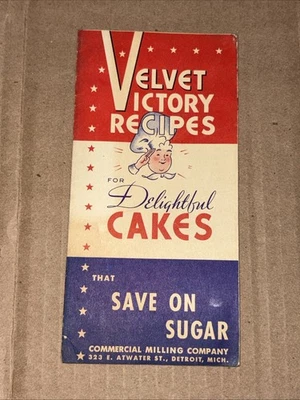 VELVET
VICTORY
RECIPES
FOR
Delightful
CAKES
THAT
SAVE ON
SUGAR
COMMERCIAL MILLING COMPANY
323 E. ATWATER ST., DETROIT, MICH.